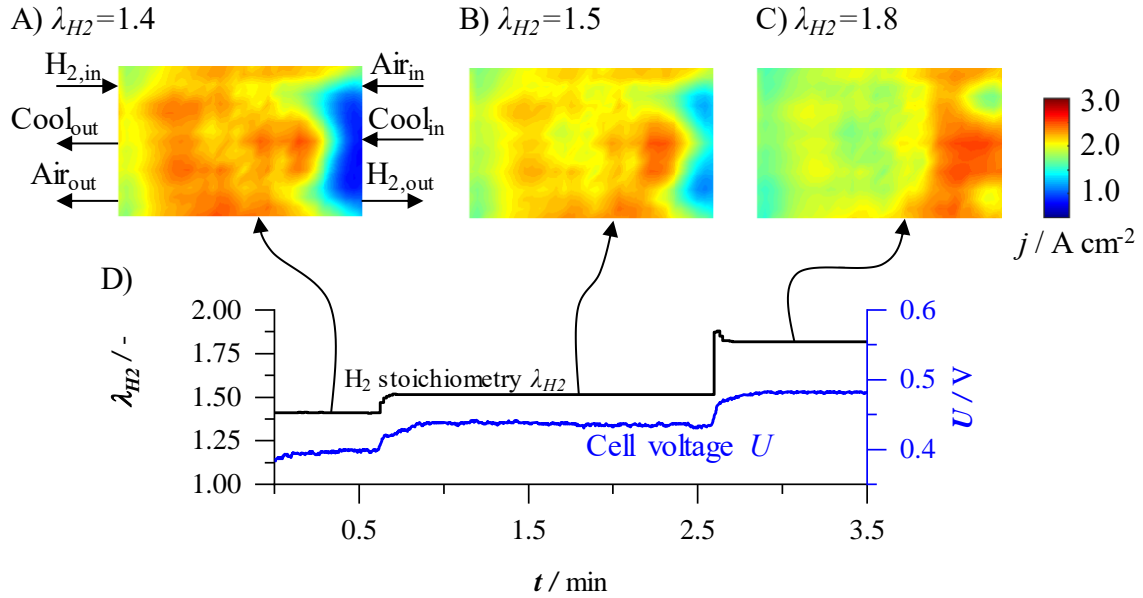 A) λH2=1.4
B) λH2=1.5
C) λH2=1.8
H2,in
Airin
Coolout
Coolin
Airout
H2,out
3.0
2.0
1.0
j / A cm-2
D)
2.00
1.75
1.50
1.25
1.00
λH2 / -
H2 stoichiometry λH2
Cell voltage U
0.6
0.5
0.4
U / V
0.5
1.5
2.5
3.5
t / min